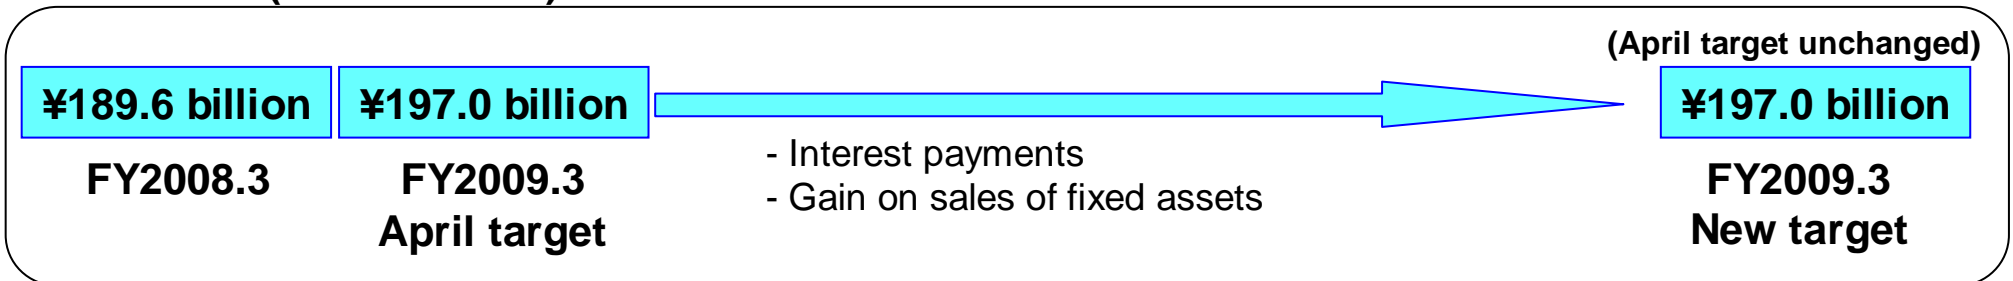 (April target unchanged)
¥189.6 billion
¥197.0 billion
¥197.0 billion
FY2008.3
FY2009.3
April target
- Interest payments
- Gain on sales of fixed assets
FY2009.3
New target